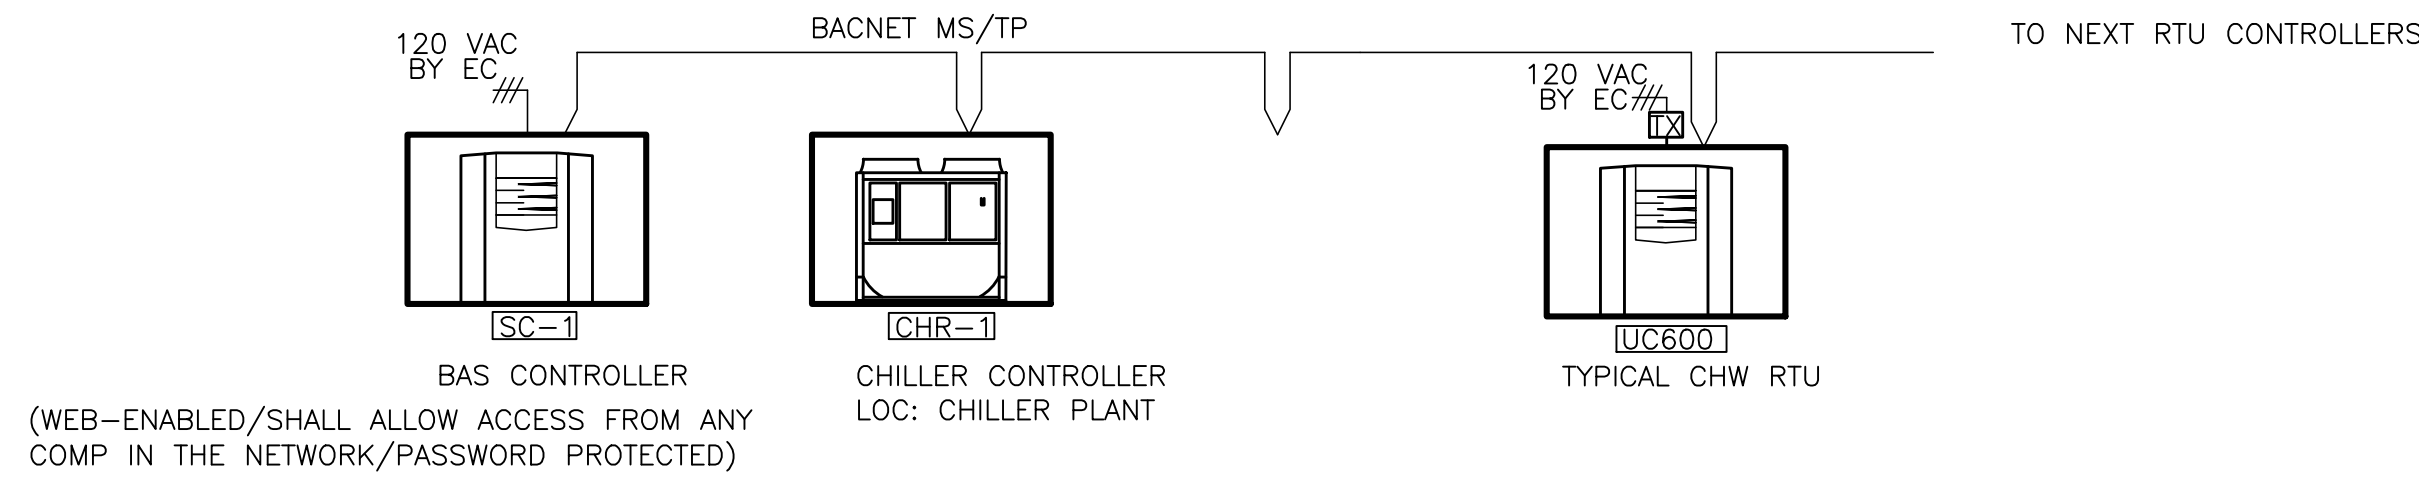 BACNET MS/TP
TO NEXT RTU CONTROLLERS
120 VAC
BY EC
120 VAC
BY EC
TX
SC-1
CHR-1
UC600
BAS CONTROLLER
(WEB-ENABLED/SHALL ALLOW ACCESS FROM ANY
COMP IN THE NETWORK/PASSWORD PROTECTED)
CHILLER CONTROLLER
LOC: CHILLER PLANT
TYPICAL CHW RTU